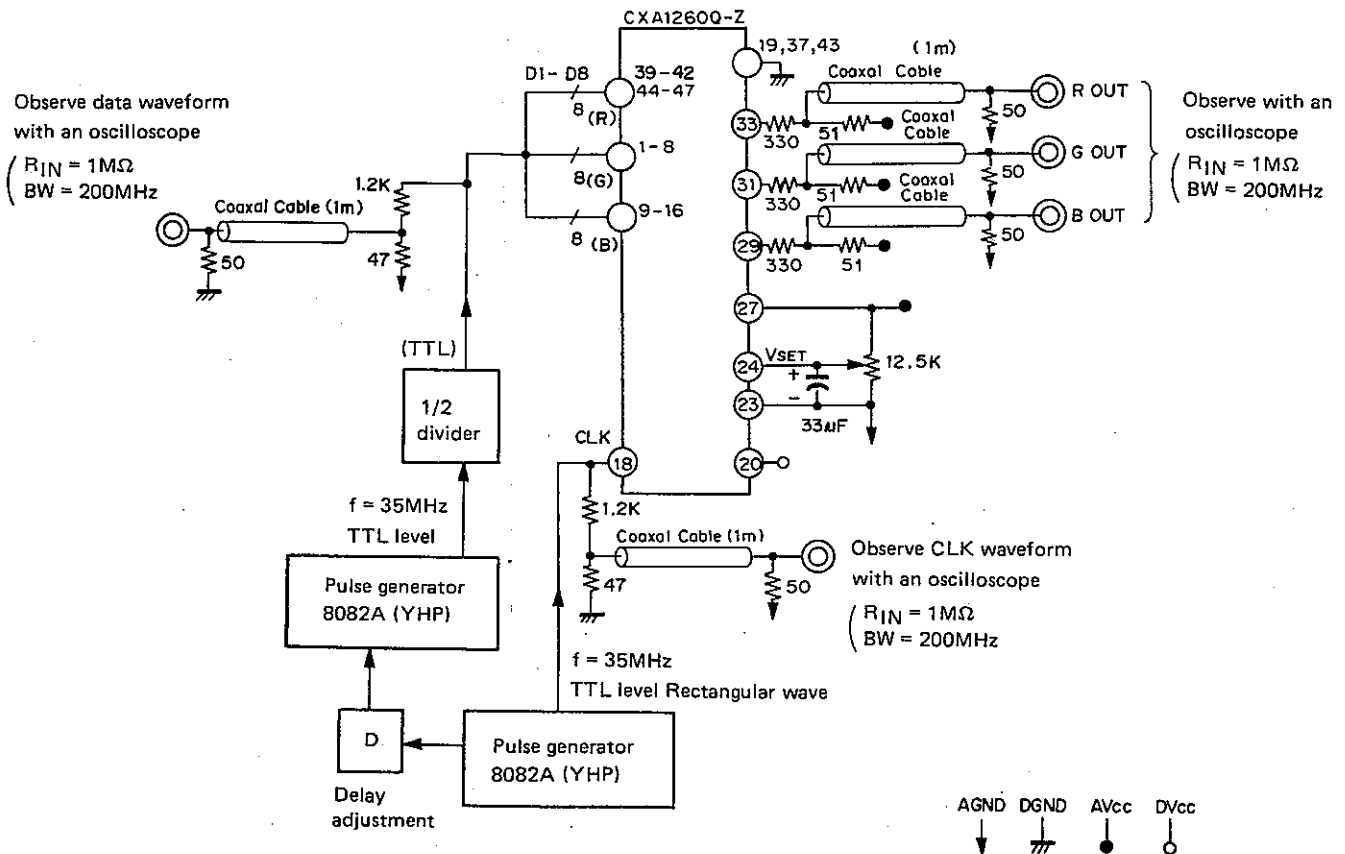 CXA1260Q-Z
19,37,43
(1m)
D1- D8
39-42
44-47
Coaxal Cable
R OUT
Observe data waveform
with an oscilloscope
RIN = 1MΩ
BW = 200MHz
8 (R)
33
330
51
Coaxal
Cable
50
Observe with an
oscilloscope
RIN = 1MΩ
BW = 200MHz
1-8
8(G)
31
330
51
Coaxal
Cable
50
G OUT
1.2K
Coaxal Cable (1m)
50
47
9-16
8 (B)
29
330
51
50
B OUT
27
(TTL)
1/2
divider
24
VSET
+
-
12.5K
23
33μF
CLK
18
20
f = 35MHz
TTL level
1.2K
Coaxal Cable (1m)
47
50
Observe CLK waveform
with an oscilloscope
RIN = 1MΩ
BW = 200MHz
Pulse generator
8082A (YHP)
f = 35MHz
TTL level Rectangular wave
D
Delay
adjustment
Pulse generator
8082A (YHP)
AGND DGND AVcc DVcc